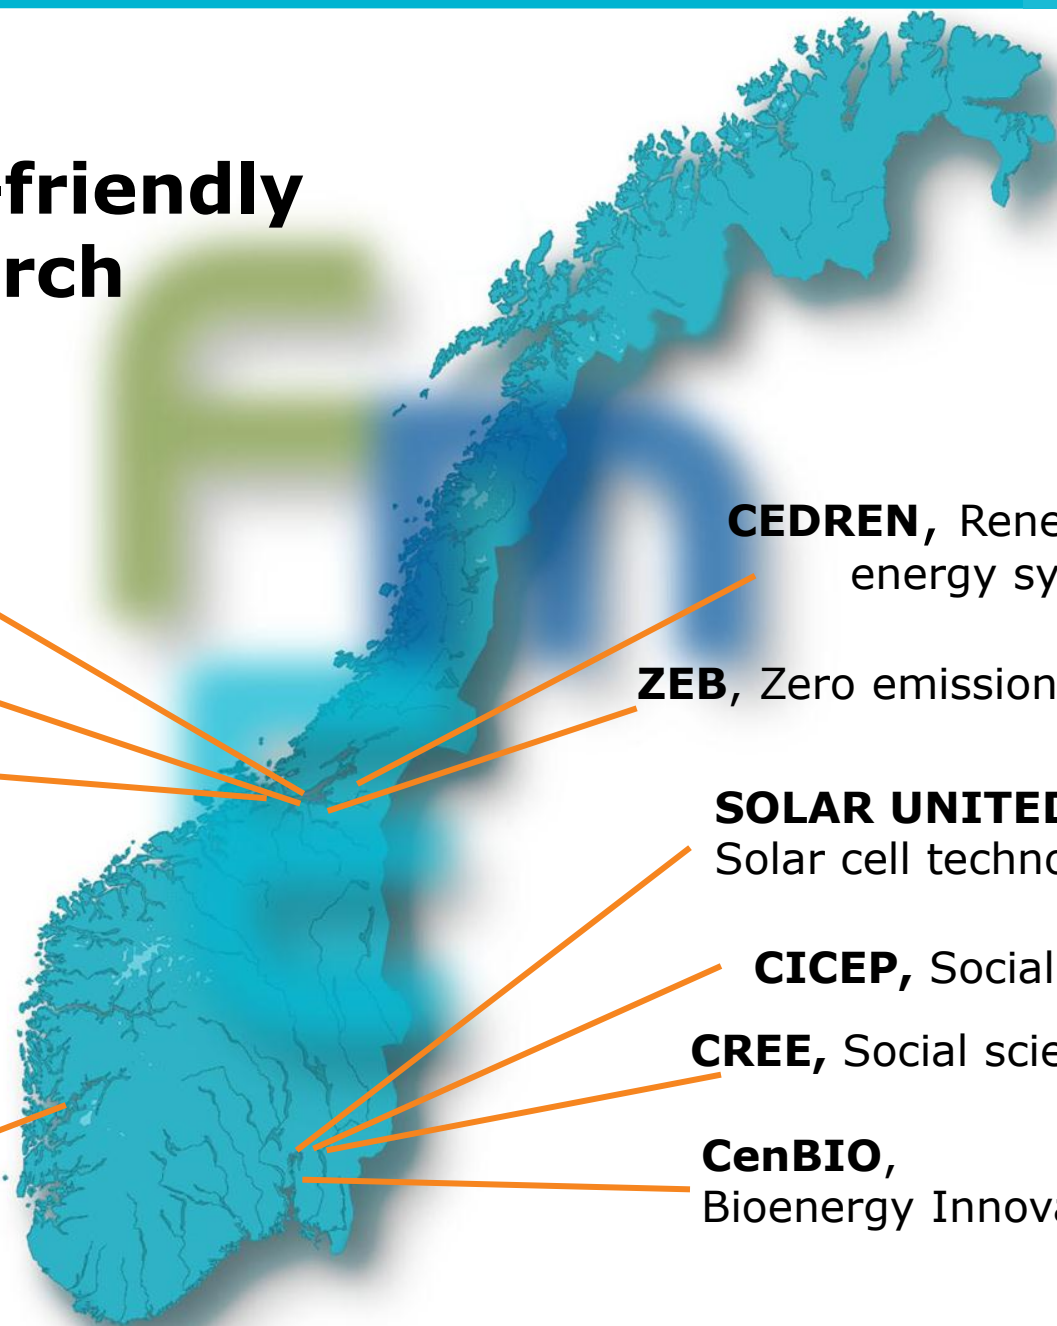 -friendly
rch
CEDREN, Rene
energy sy
ZEB, Zero emission
SOLAR UNITED
Solar cell techno
CICEP, Social
CREE, Social scie
CenBIO,
Bioenergy Innova